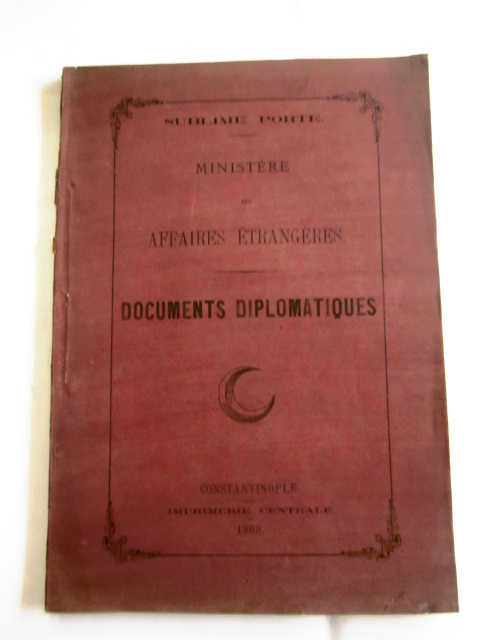 SUBLIME PORTE.
MINISTÈRE
DES
AFFAIRES ÉTRANGÈRES.
DOCUMENTS DIPLOMATIQUES
CONSTANTINOPLE
IMPRIMERIE CENTRALE
1868.